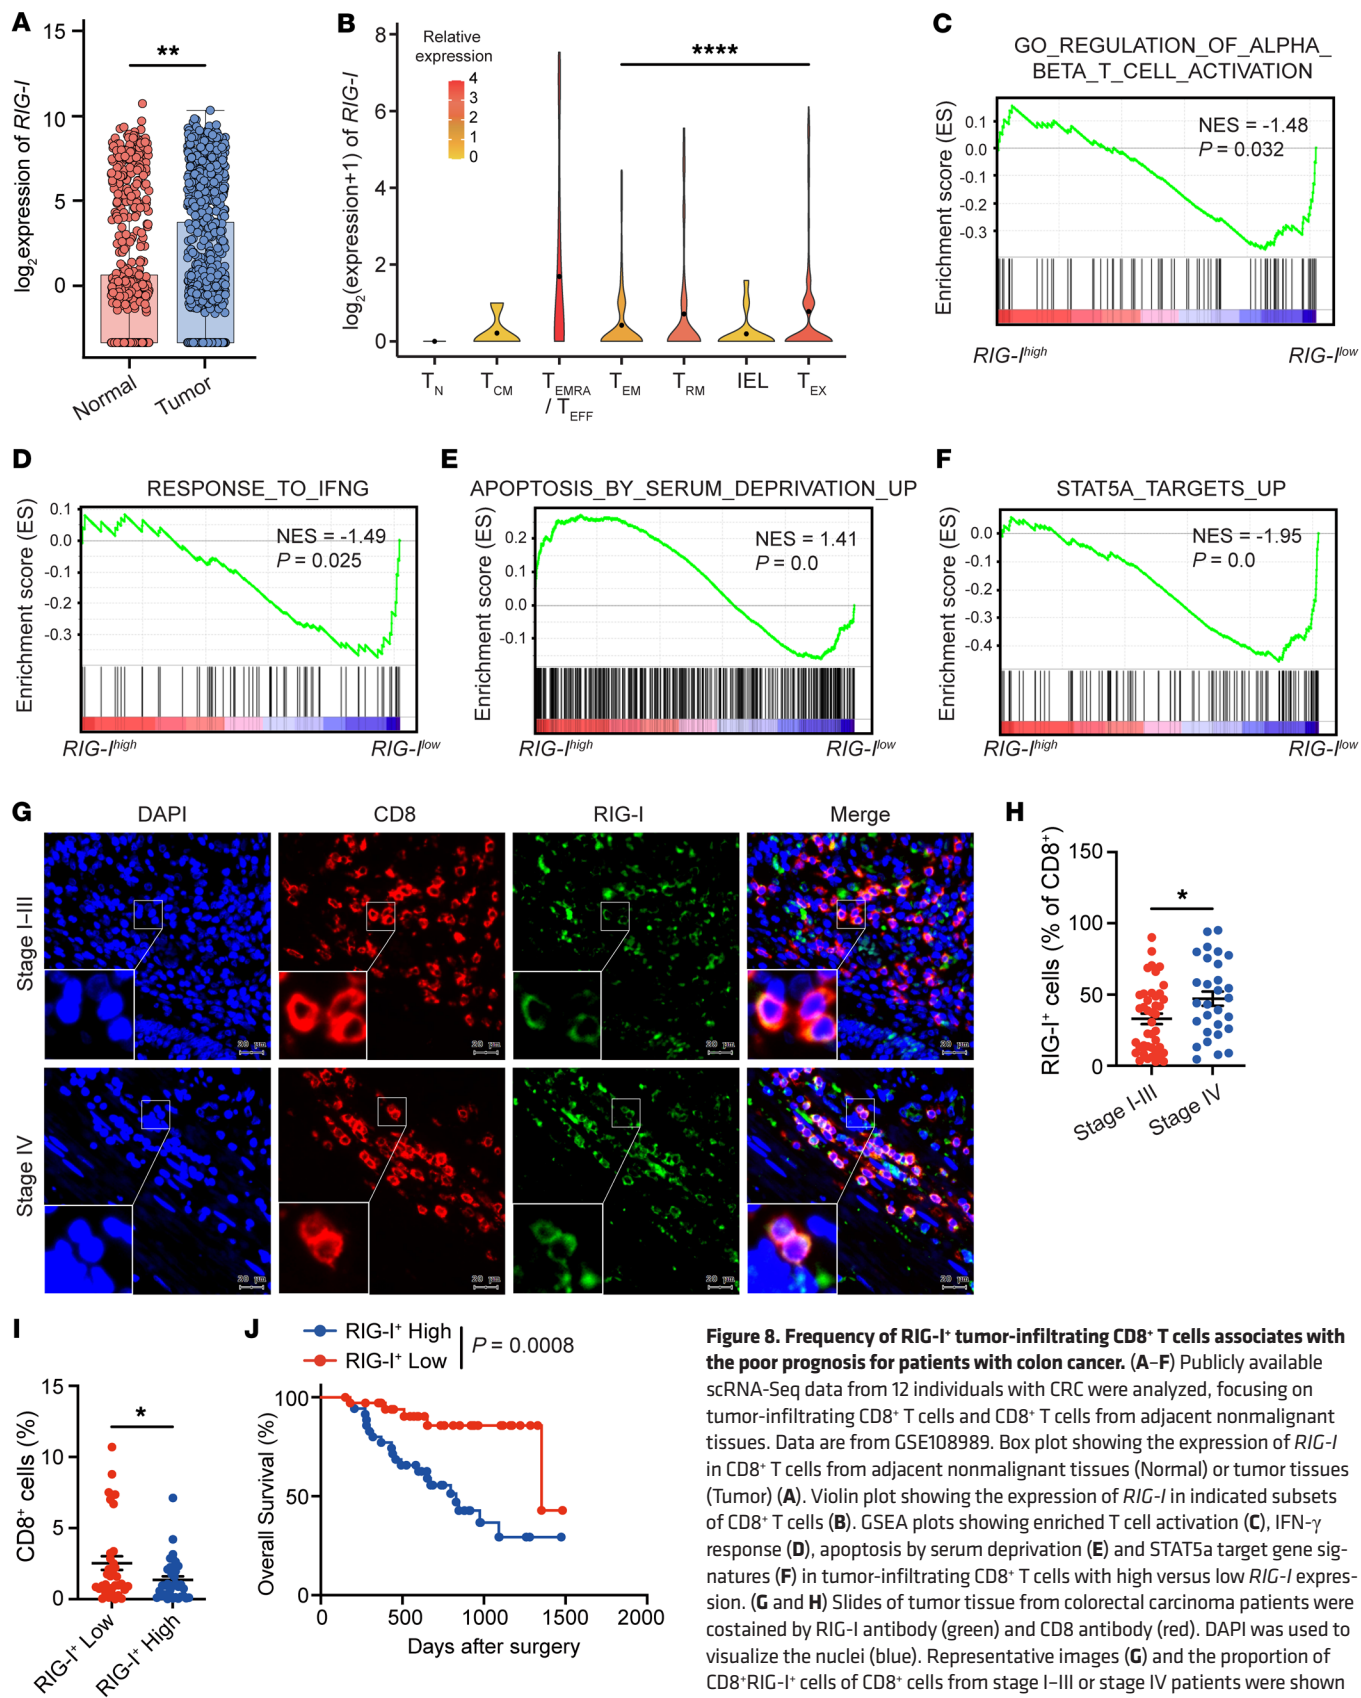 A
15
10
5
0
log2expression of RIG-I
**
Normal
Tumor
B
8
6
4
2
0
log2(expression+1) of RIG-I
Relative
expression
4
3
2
1
0
****
TN
TCM
TEMRA
/ TEFF
TEM
TRM
IEL
TEX
C
GO_REGULATION_OF_ALPHA_
BETA_T_CELL_ACTIVATION
Enrichment score (ES)
0.1
0.0
-0.1
-0.2
-0.3
NES = -1.48
P = 0.032
RIG-Ihigh
RIG-Ilow
D
RESPONSE_TO_IFNG
Enrichment score (ES)
0.1
0.0
-0.1
-0.2
-0.3
NES = -1.49
P = 0.025
RIG-Ihigh
RIG-Ilow
E
APOPTOSIS_BY_SERUM_DEPRIVATION_UP
Enrichment score (ES)
0.2
0.1
0.0
-0.1
NES = 1.41
P = 0.0
RIG-Ihigh
RIG-Ilow
F
STAT5A_TARGETS_UP
Enrichment score (ES)
0.0
-0.1
-0.2
-0.3
-0.4
NES = -1.95
P = 0.0
RIG-Ihigh
RIG-Ilow
G
DAPI
CD8
RIG-I
Merge
Stage I–III
20 μm
20 μm
20 μm
20 μm
Stage IV
20 μm
20 μm
20 μm
20 μm
H
RIG-I+ cells (% of CD8+)
150
100
50
0
*
Stage I-III
Stage IV
I
CD8+ cells (%)
15
10
5
0
*
RIG-I+ Low
RIG-I+ High
J
RIG-I+ High
RIG-I+ Low
P = 0.0008
Overall Survival (%)
100
50
0
0
500
1000
1500
2000
Days after surgery
Figure 8. Frequency of RIG-I+ tumor-infiltrating CD8+ T cells associates with
the poor prognosis for patients with colon cancer. (A–F) Publicly available
scRNA-Seq data from 12 individuals with CRC were analyzed, focusing on
tumor-infiltrating CD8+ T cells and CD8+ T cells from adjacent nonmalignant
tissues. Data are from GSE108989. Box plot showing the expression of RIG-I
in CD8+ T cells from adjacent nonmalignant tissues (Normal) or tumor tissues
(Tumor) (A). Violin plot showing the expression of RIG-I in indicated subsets
of CD8+ T cells (B). GSEA plots showing enriched T cell activation (C), IFN-γ
response (D), apoptosis by serum deprivation (E) and STAT5a target gene sig-
natures (F) in tumor-infiltrating CD8+ T cells with high versus low RIG-I expres-
sion. (G and H) Slides of tumor tissue from colorectal carcinoma patients were
costained by RIG-I antibody (green) and CD8 antibody (red). DAPI was used to
visualize the nuclei (blue). Representative images (G) and the proportion of
CD8+RIG-I+ cells of CD8+ cells from stage I–III or stage IV patients were shown